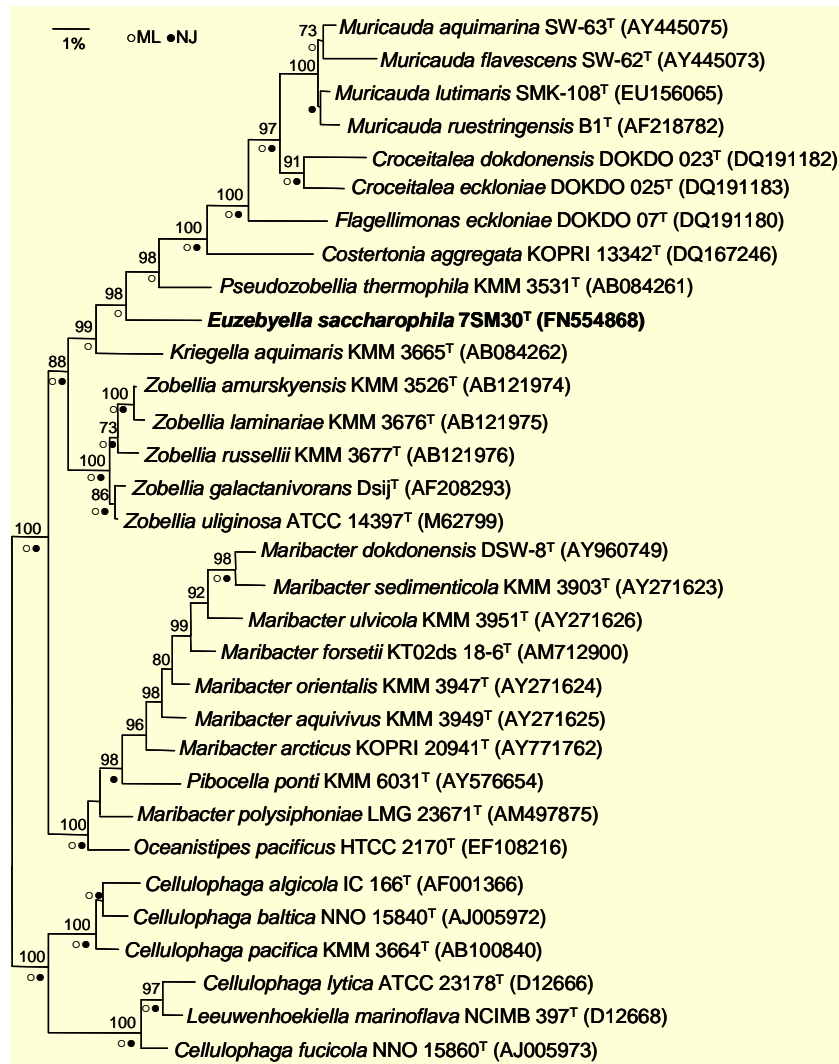 1%
○ML ●NJ
73
Muricauda aquimarina SW-63ᵀ (AY445075)
Muricauda flavescens SW-62ᵀ (AY445073)
100
Muricauda lutimaris SMK-108ᵀ (EU156065)
Muricauda ruestringensis B1ᵀ (AF218782)
97
Croceitalea dokdonensis DOKDO 023ᵀ (DQ191182)
91
Croceitalea eckloniae DOKDO 025ᵀ (DQ191183)
100
Flagellimonas eckloniae DOKDO 07ᵀ (DQ191180)
100
Costertonia aggregata KOPRI 13342ᵀ (DQ167246)
98
Pseudozobellia thermophila KMM 3531ᵀ (AB084261)
98
Euzebyella saccharophila 7SM30ᵀ (FN554868)
99
Kriegella aquimaris KMM 3665ᵀ (AB084262)
88
Zobellia amurskyensis KMM 3526ᵀ (AB121974)
100
Zobellia laminariae KMM 3676ᵀ (AB121975)
73
Zobellia russellii KMM 3677ᵀ (AB121976)
100
Zobellia galactanivorans Dsijᵀ (AF208293)
86
Zobellia uliginosa ATCC 14397ᵀ (M62799)
100
Maribacter dokdonensis DSW-8ᵀ (AY960749)
98
Maribacter sedimenticola KMM 3903ᵀ (AY271623)
92
Maribacter ulvicola KMM 3951ᵀ (AY271626)
99
Maribacter forsetii KT02ds 18-6ᵀ (AM712900)
80
Maribacter orientalis KMM 3947ᵀ (AY271624)
98
Maribacter aquivivus KMM 3949ᵀ (AY271625)
96
Maribacter arcticus KOPRI 20941ᵀ (AY771762)
98
Pibocella ponti KMM 6031ᵀ (AY576654)
Maribacter polysiphoniae LMG 23671ᵀ (AM497875)
100
Oceanistipes pacificus HTCC 2170ᵀ (EF108216)
Cellulophaga algicola IC 166ᵀ (AF001366)
Cellulophaga baltica NNO 15840ᵀ (AJ005972)
100
Cellulophaga pacifica KMM 3664ᵀ (AB100840)
100
Cellulophaga lytica ATCC 23178ᵀ (D12666)
97
Leeuwenhoekiella marinoflava NCIMB 397ᵀ (D12668)
100
Cellulophaga fucicola NNO 15860ᵀ (AJ005973)